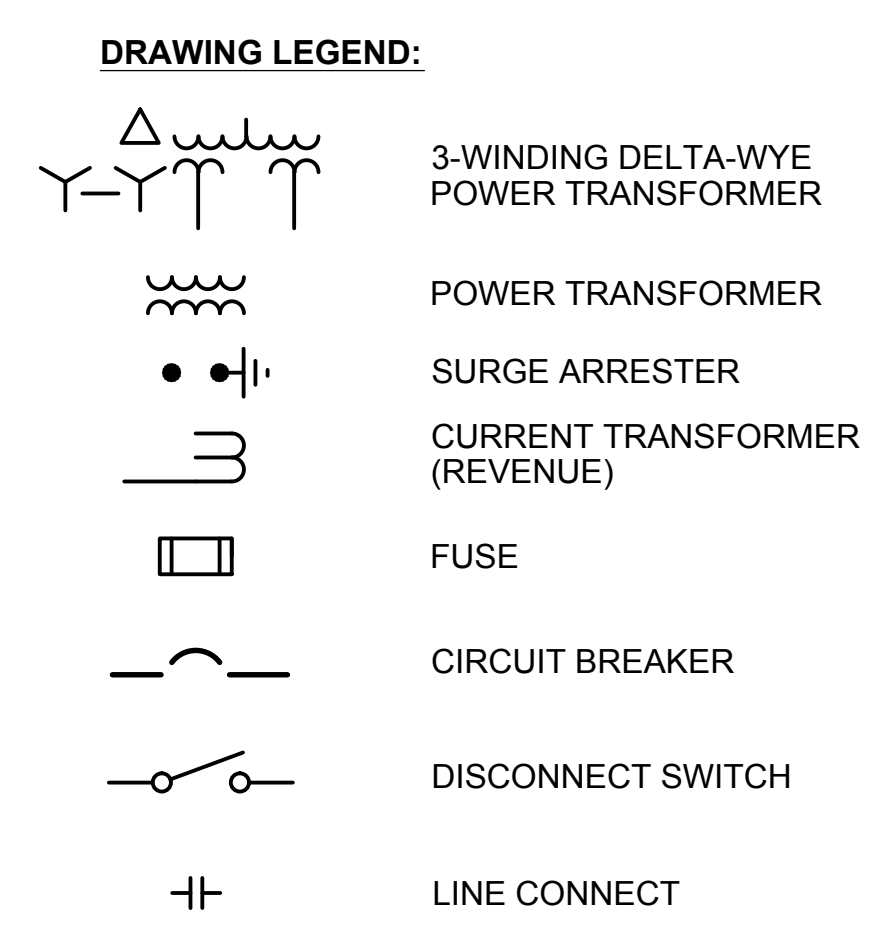 DRAWING LEGEND:
3-WINDING DELTA-WYE
POWER TRANSFORMER
POWER TRANSFORMER
SURGE ARRESTER
CURRENT TRANSFORMER
(REVENUE)
FUSE
CIRCUIT BREAKER
DISCONNECT SWITCH
LINE CONNECT